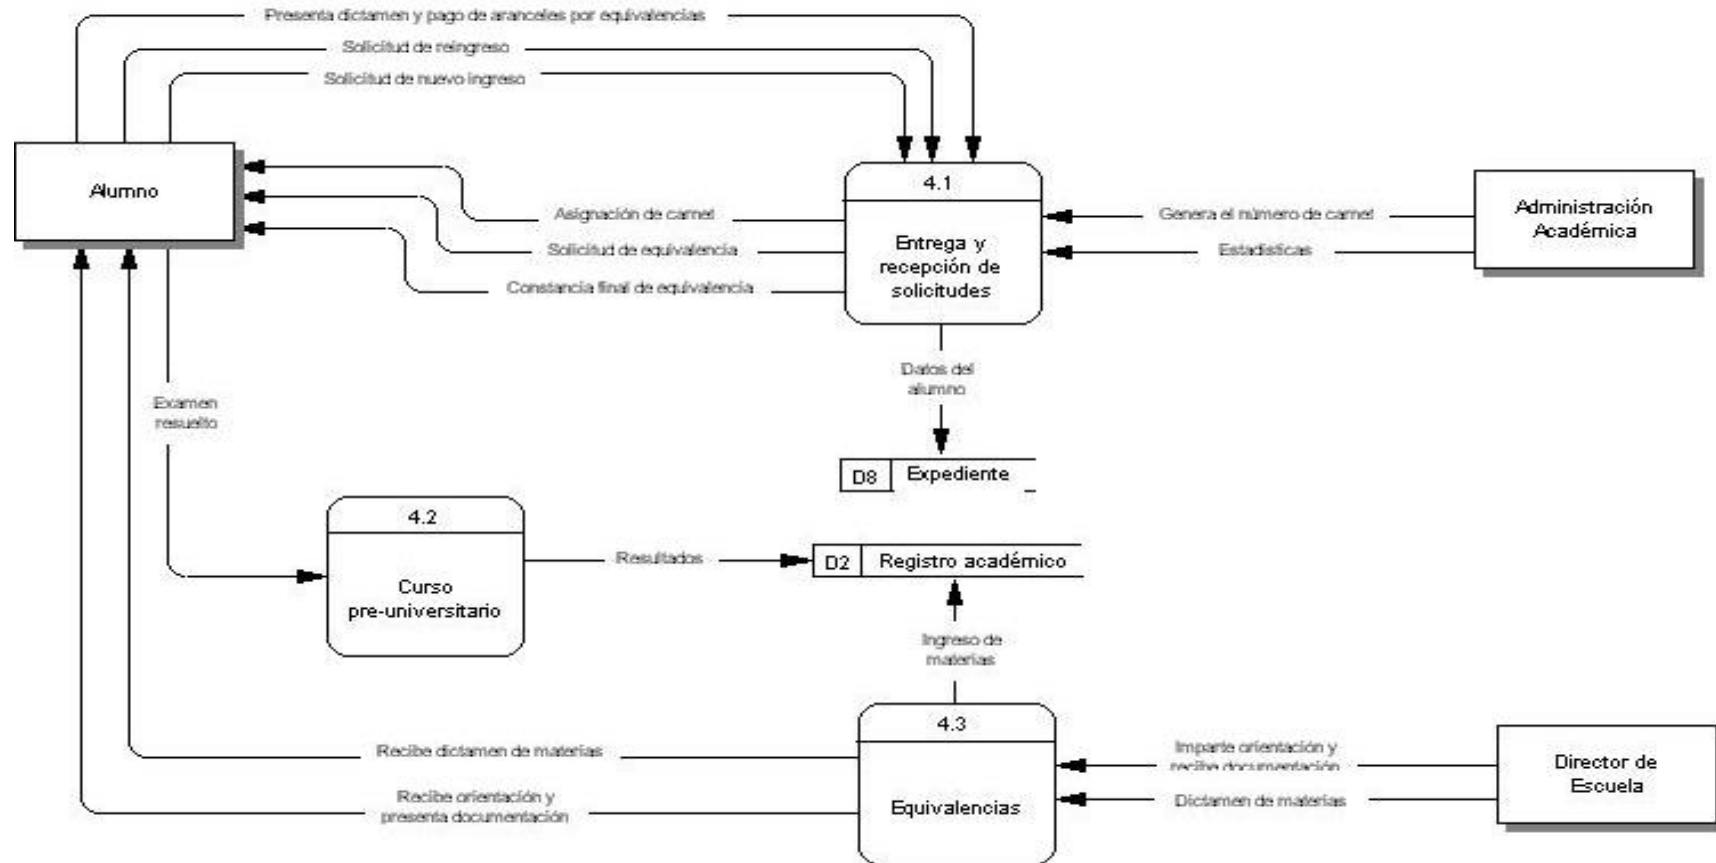 Presenta dictamen y pago de aranceles por equivalencias
Solicitud de reingreso
Solicitud de nuevo ingreso
Alumno
4.1
Entrega y
recepción de
solicitudes
Asignación de carnet
Solicitud de equivalencia
Constancia final de equivalencia
Genera el número de carnet
Estadísticas
Administración
Académica
Datos del
alumno
Examen
resuelto
D8 Expediente
4.2
Curso
pre-universitario
Resultados
D2 Registro académico
Ingreso de
materias
4.3
Equivalencias
Recibe dictamen de materias
Recibe orientación y
presenta documentación
Imparte orientación y
recibe documentación
Dictamen de materias
Director de
Escuela